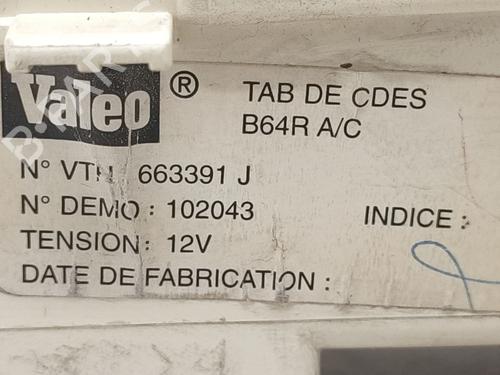 Valeo ® TAB DE CDES
B64R A/C
N° VTH 663391 J
N° DEMO : 102043 INDICE :
TENSION : 12V
DATE DE FABRICATION :